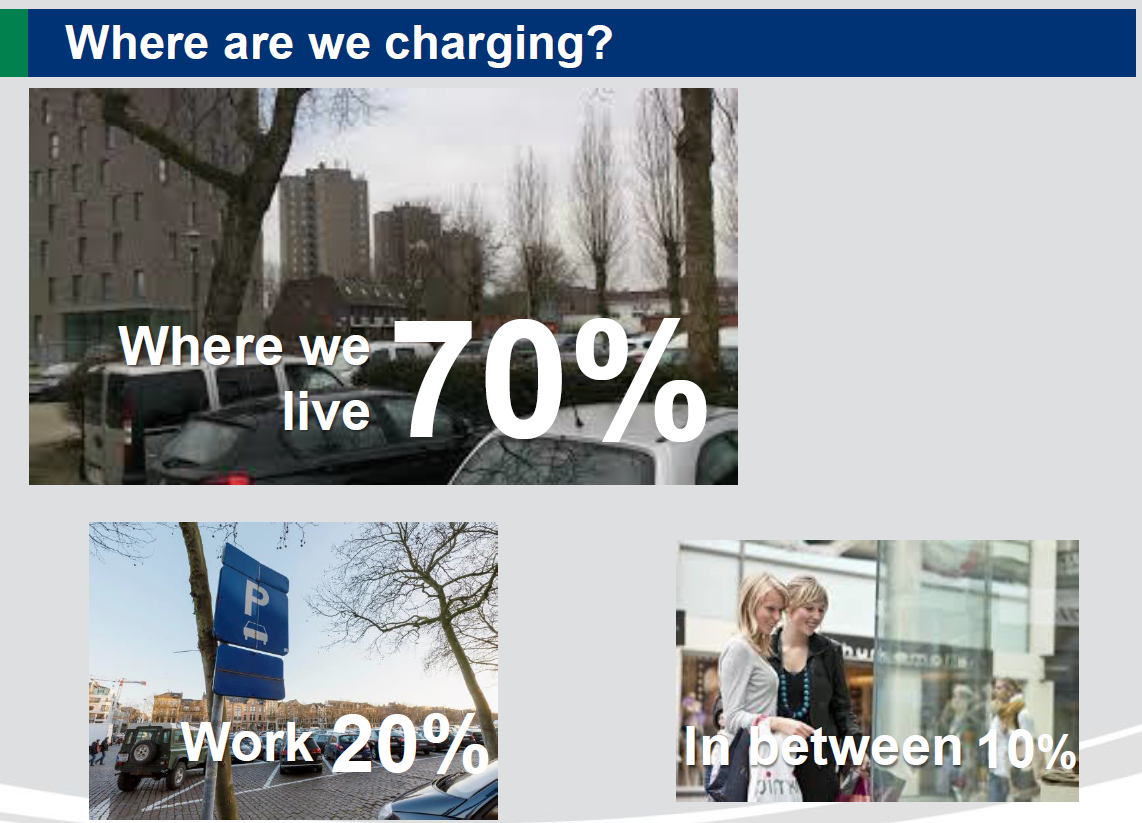 Where are we charging?
Where we
live
70%
P
Work 20%
In between 10%